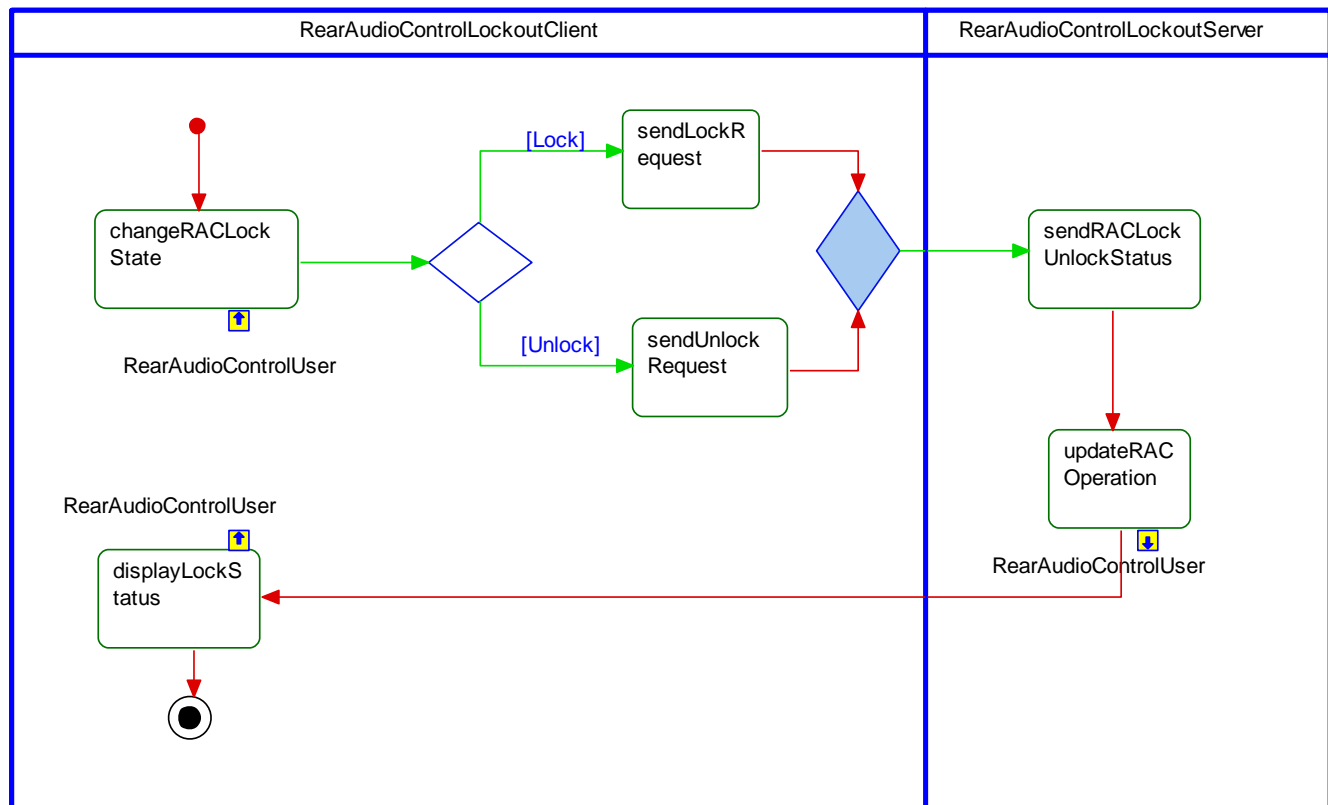 RearAudioControlLockoutClient
RearAudioControlLockoutServer
[Lock]
sendLockR
equest
changeRACLock
State
sendRACLock
UnlockStatus
[Unlock]
sendUnlock
Request
RearAudioControlUser
updateRAC
Operation
RearAudioControlUser
displayLockS
tatus
RearAudioControlUser